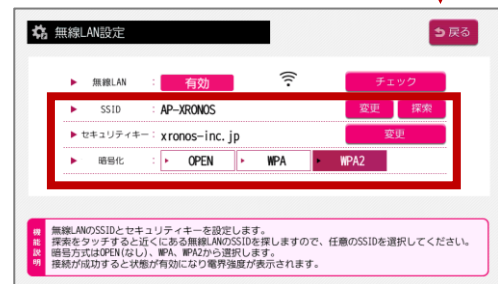 無線LAN設定 戻る
無線LAN : 有効 チェック
SSID : AP-XRONOS 変更 探索
セキュリティキー : xronos-inc.jp 変更
暗号化 : OPEN WPA WPA2
機能説明
無線LANのSSIDとセキュリティキーを設定します。
探索をタッチすると近くにある無線LANのSSIDを探しますので、任意のSSIDを選択してください。
暗号方式はOPEN(なし)、WPA、WPA2から選択します。
接続が成功すると状態が有効になり電界強度が表示されます。